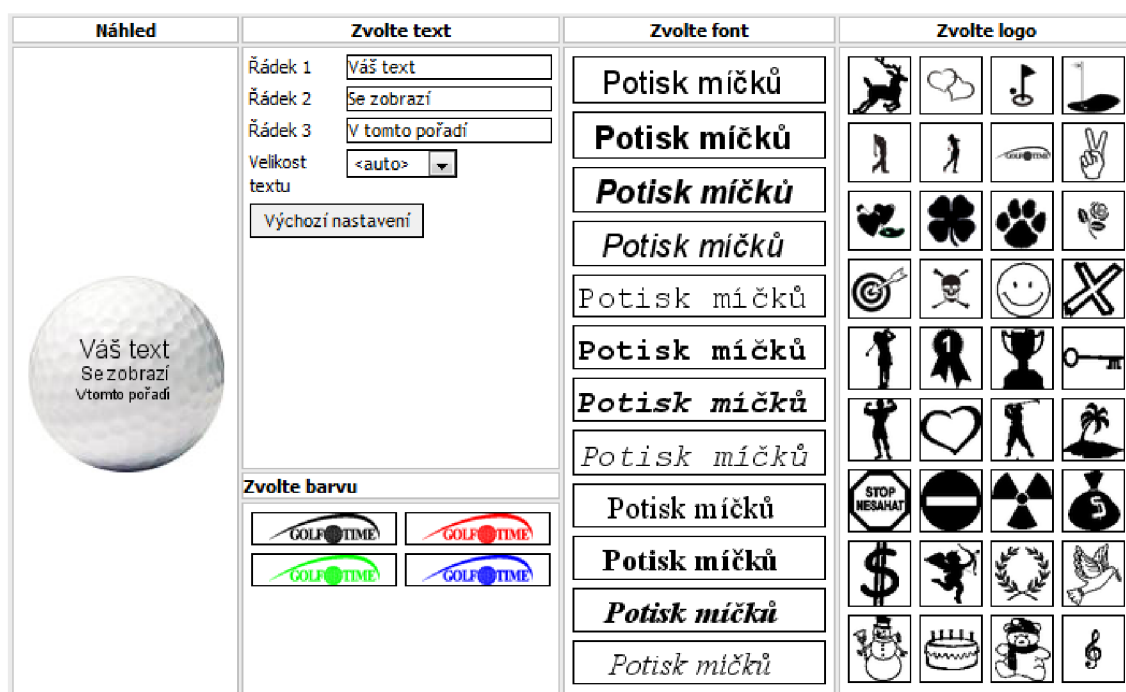 Náhled
Váš text
Se zobrazí
V tomto pořadí
Zvolte text
Řádek 1 Váš text
Řádek 2 Se zobrazí
Řádek 3 V tomto pořadí
Velikost textu <auto>
Výchozí nastavení
Zvolte barvu
GOLF TIME GOLF TIME
GOLF TIME GOLF TIME
Zvolte font
Potisk míčků
Potisk míčků
Potisk míčků
Potisk míčků
Potisk míčků
Potisk míčků
Potisk míčků
Potisk míčků
Potisk míčků
Potisk míčků
Potisk míčků
Potisk míčků
Zvolte logo
GOLF TIME
1
STOP
NESAHAT
$
$